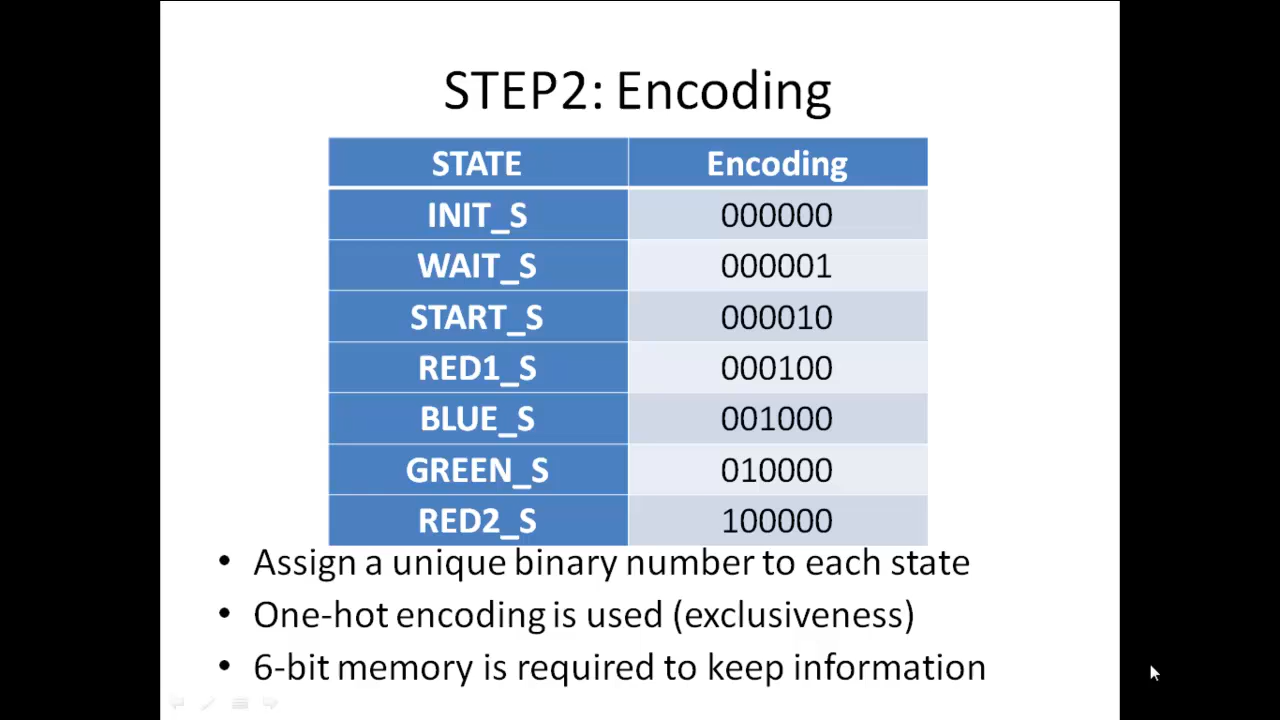 STEP2: Encoding
STATE Encoding
INIT_S 000000
WAIT_S 000001
START_S 000010
RED1_S 000100
BLUE_S 001000
GREEN_S 010000
RED2_S 100000
• Assign a unique binary number to each state
• One-hot encoding is used (exclusiveness)
• 6-bit memory is required to keep information